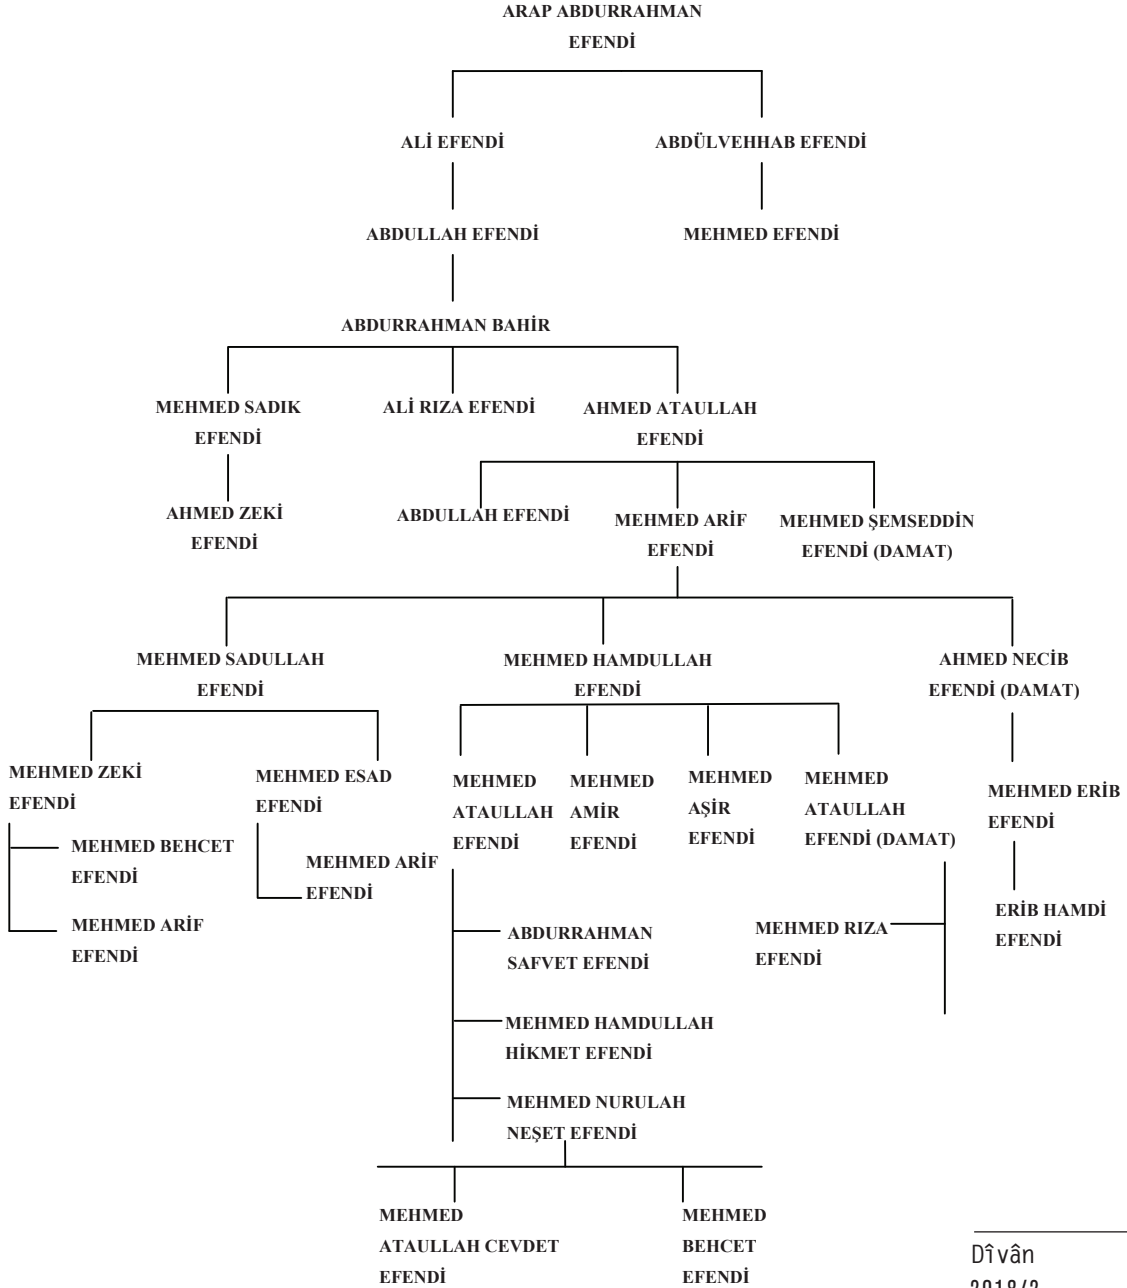 ARAP ABDURRAHMAN
EFENDİ
ALİ EFENDİ
ABDÜLVEHHAB EFENDİ
ABDULLAH EFENDİ
MEHMED EFENDİ
ABDURRAHMAN BAHİR
MEHMED SADIK
EFENDİ
ALİ RIZA EFENDİ
AHMED ATAULLAH
EFENDİ
AHMED ZEKİ
EFENDİ
ABDULLAH EFENDİ
MEHMED ARİF
EFENDİ
MEHMED ŞEMSEDDİN
EFENDİ (DAMAT)
MEHMED SADULLAH
EFENDİ
MEHMED HAMDULLAH
EFENDİ
AHMED NECİB
EFENDİ (DAMAT)
MEHMED ZEKİ
EFENDİ
MEHMED ESAD
EFENDİ
MEHMED
ATAULLAH
EFENDİ
MEHMED
AMİR
EFENDİ
MEHMED
AŞİR
EFENDİ
MEHMED
ATAULLAH
EFENDİ (DAMAT)
MEHMED ERİB
EFENDİ
MEHMED BEHCET
EFENDİ
MEHMED ARİF
EFENDİ
MEHMED ARİF
EFENDİ
ABDURRAHMAN
SAFVET EFENDİ
MEHMED RIZA
EFENDİ
ERİB HAMDİ
EFENDİ
MEHMED HAMDULLAH
HİKMET EFENDİ
MEHMED NURULAH
NEŞET EFENDİ
MEHMED
ATAULLAH CEVDET
EFENDİ
MEHMED
BEHCET
EFENDİ
Dîvân
2018/2